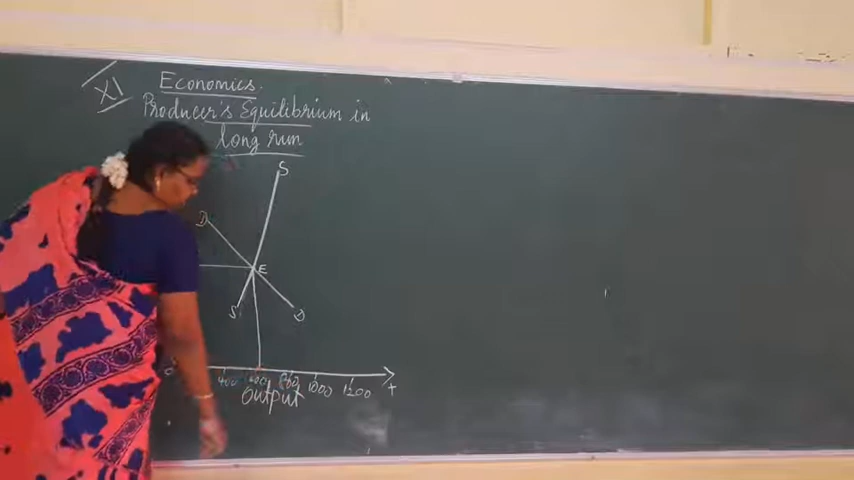 XI
Economics
Producer's Equilibrium in
long run
S
D
E
S
D
400 600 800 1000 1200 +
Output